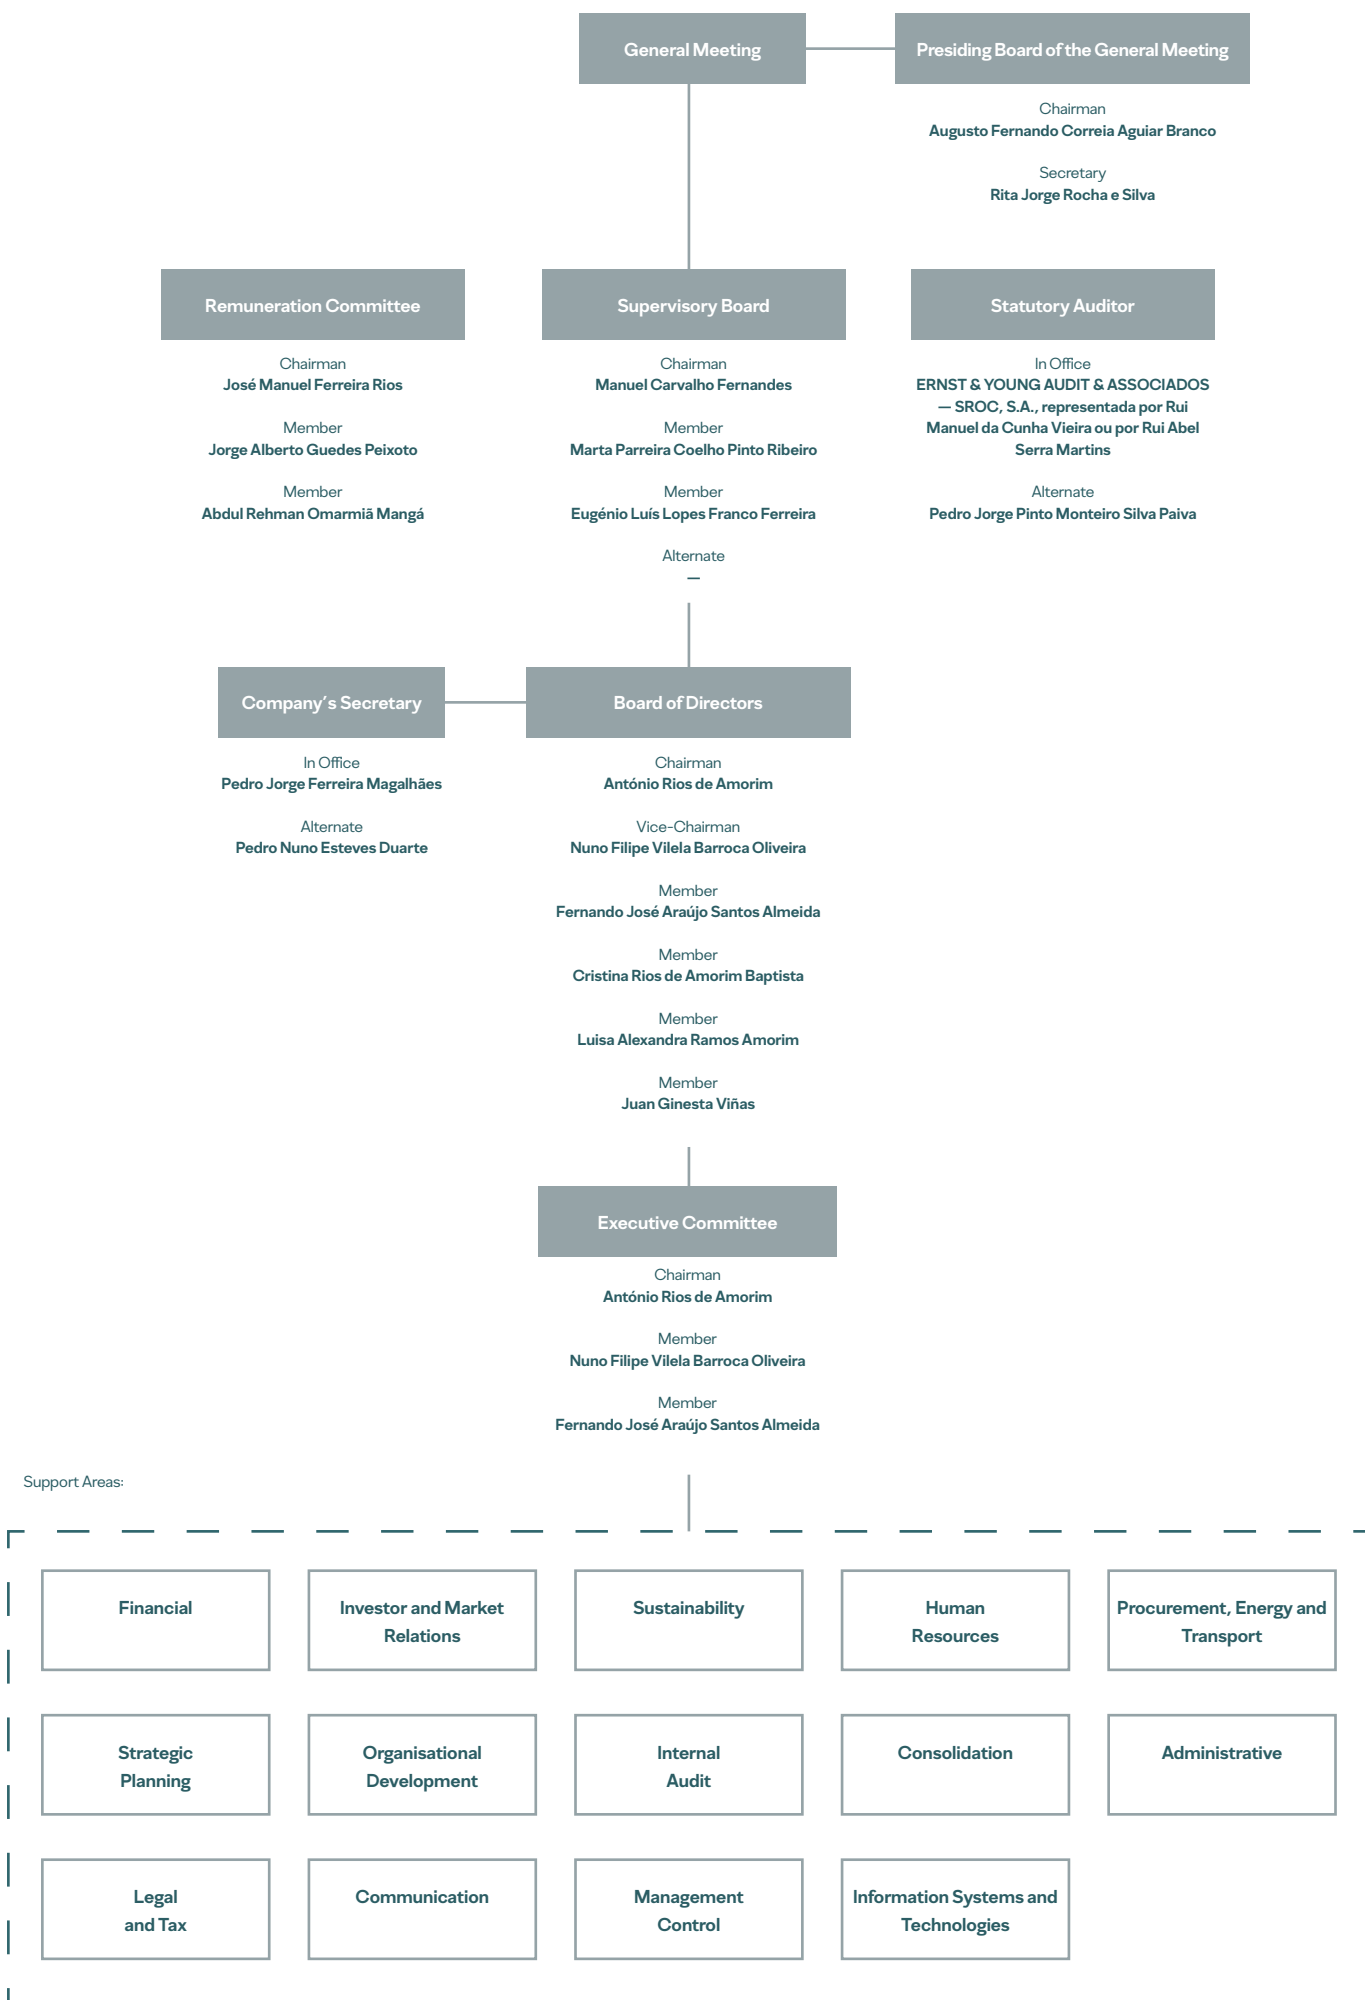 General Meeting
Presiding Board of the General Meeting
Chairman
Augusto Fernando Correia Aguiar Branco
Secretary
Rita Jorge Rocha e Silva
Remuneration Committee
Chairman
José Manuel Ferreira Rios
Member
Jorge Alberto Guedes Peixoto
Member
Abdul Rehman Omarmiã Mangá
Supervisory Board
Chairman
Manuel Carvalho Fernandes
Member
Marta Parreira Coelho Pinto Ribeiro
Member
Eugénio Luís Lopes Franco Ferreira
Alternate
—
Statutory Auditor
In Office
ERNST & YOUNG AUDIT & ASSOCIADOS
— SROC, S.A., representada por Rui
Manuel da Cunha Vieira ou por Rui Abel
Serra Martins
Alternate
Pedro Jorge Pinto Monteiro Silva Paiva
Company's Secretary
In Office
Pedro Jorge Ferreira Magalhães
Alternate
Pedro Nuno Esteves Duarte
Board of Directors
Chairman
António Rios de Amorim
Vice-Chairman
Nuno Filipe Vilela Barroca Oliveira
Member
Fernando José Araújo Santos Almeida
Member
Cristina Rios de Amorim Baptista
Member
Luisa Alexandra Ramos Amorim
Member
Juan Ginesta Viñas
Executive Committee
Chairman
António Rios de Amorim
Member
Nuno Filipe Vilela Barroca Oliveira
Member
Fernando José Araújo Santos Almeida
Support Areas:
Financial
Investor and Market
Relations
Sustainability
Human
Resources
Procurement, Energy and
Transport
Strategic
Planning
Organisational
Development
Internal
Audit
Consolidation
Administrative
Legal
and Tax
Communication
Management
Control
Information Systems and
Technologies